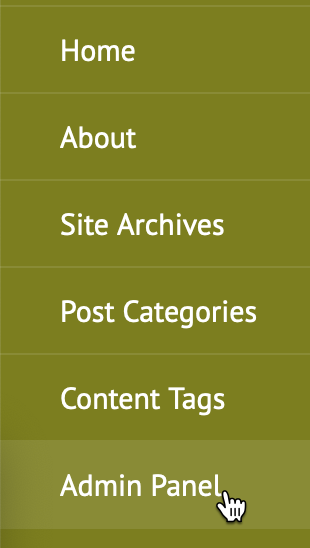 Home
About
Site Archives
Post Categories
Content Tags
Admin Panel